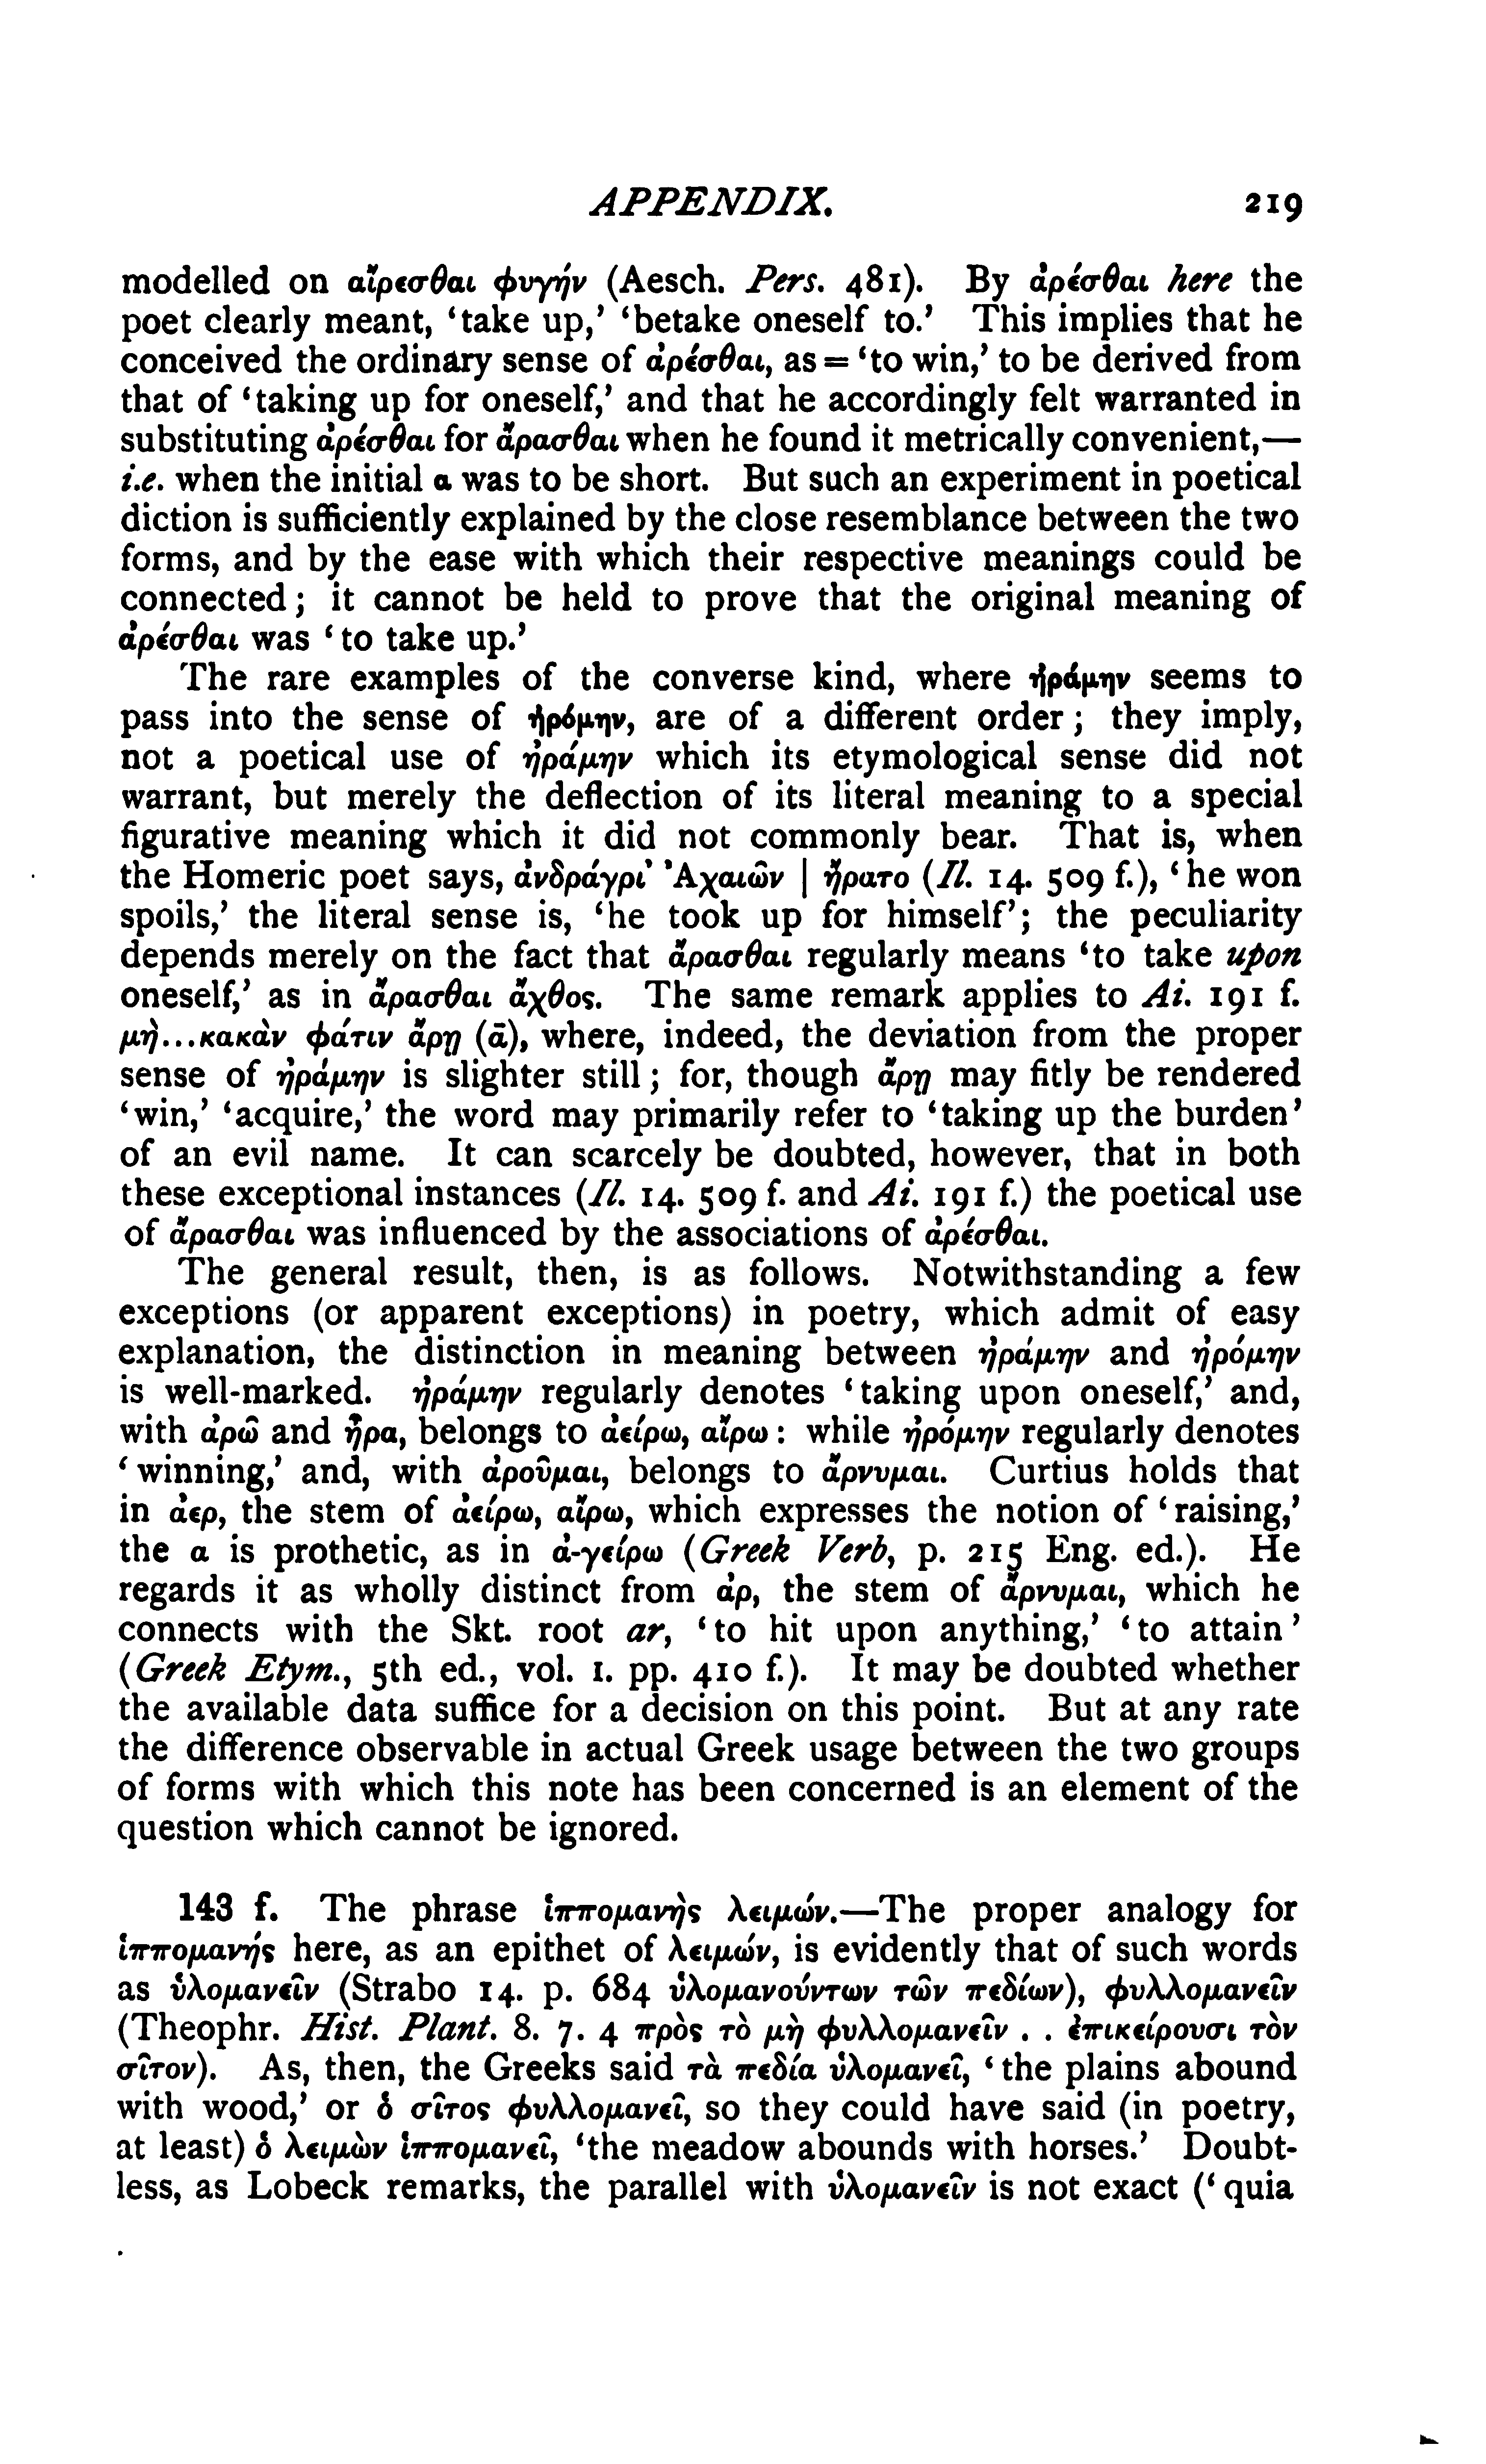 APPENDIX. 219
modelled on αἴρεσθαι φυγήν (Aesch. Pers. 481). By ἀρέσθαι here the
poet clearly meant, ‘take up,’ ‘betake oneself to.’ This implies that he
conceived the ordinary sense of ἀρέσθαι, as = ‘to win,’ to be derived from
that of ‘taking up for oneself,’ and that he accordingly felt warranted in
substituting ἀρέσθαι for ἄρασθαι when he found it metrically convenient,—
i.e. when the initial α was to be short. But such an experiment in poetical
diction is sufficiently explained by the close resemblance between the two
forms, and by the ease with which their respective meanings could be
connected; it cannot be held to prove that the original meaning of
ἀρέσθαι was ‘to take up.’
The rare examples of the converse kind, where ἠράμην seems to
pass into the sense of ἠρόμην, are of a different order; they imply,
not a poetical use of ἠράμην which its etymological sense did not
warrant, but merely the deflection of its literal meaning to a special
figurative meaning which it did not commonly bear. That is, when
the Homeric poet says, ἀνδράγρι’ Ἀχαιῶν | ἤρατο (Il. 14. 509 f.), ‘he won
spoils,’ the literal sense is, ‘he took up for himself’; the peculiarity
depends merely on the fact that ἄρασθαι regularly means ‘to take upon
oneself,’ as in ἄρασθαι ἄχθος. The same remark applies to Ai. 191 f.
μὴ...κακὰν φάτιν ἄρῃ (ᾱ), where, indeed, the deviation from the proper
sense of ἠράμην is slighter still; for, though ἄρῃ may fitly be rendered
‘win,’ ‘acquire,’ the word may primarily refer to ‘taking up the burden’
of an evil name. It can scarcely be doubted, however, that in both
these exceptional instances (Il. 14. 509 f. and Ai. 191 f.) the poetical use
of ἄρασθαι was influenced by the associations of ἀρέσθαι.
The general result, then, is as follows. Notwithstanding a few
exceptions (or apparent exceptions) in poetry, which admit of easy
explanation, the distinction in meaning between ἠράμην and ἠρόμην
is well-marked. ἠράμην regularly denotes ‘taking upon oneself,’ and,
with ἀρῶ and ἦρα, belongs to ἀείρω, αἴρω: while ἠρόμην regularly denotes
‘winning,’ and, with ἀροῦμαι, belongs to ἄρνυμαι. Curtius holds that
in ἀερ, the stem of ἀείρω, αἴρω, which expresses the notion of ‘raising,’
the α is prothetic, as in ἀ-γείρω (Greek Verb, p. 215 Eng. ed.). He
regards it as wholly distinct from ἀρ, the stem of ἄρνυμαι, which he
connects with the Skt. root ar, ‘to hit upon anything,’ ‘to attain’
(Greek Etym., 5th ed., vol. I. pp. 410 f.). It may be doubted whether
the available data suffice for a decision on this point. But at any rate
the difference observable in actual Greek usage between the two groups
of forms with which this note has been concerned is an element of the
question which cannot be ignored.
143 f. The phrase ἱππομανὴς λειμών.—The proper analogy for
ἱππομανής here, as an epithet of λειμών, is evidently that of such words
as ὑλομανεῖν (Strabo 14. p. 684 ὑλομανούντων τῶν πεδίων), φυλλομανεῖν
(Theophr. Hist. Plant. 8. 7. 4 πρὸς τὸ μὴ φυλλομανεῖν . . ἐπικείρουσι τὸν
σῖτον). As, then, the Greeks said τὰ πεδία ὑλομανεῖ, ‘the plains abound
with wood,’ or ὁ σῖτος φυλλομανεῖ, so they could have said (in poetry,
at least) ὁ λειμὼν ἱππομανεῖ, ‘the meadow abounds with horses.’ Doubt-
less, as Lobeck remarks, the parallel with ὑλομανεῖν is not exact (‘quia